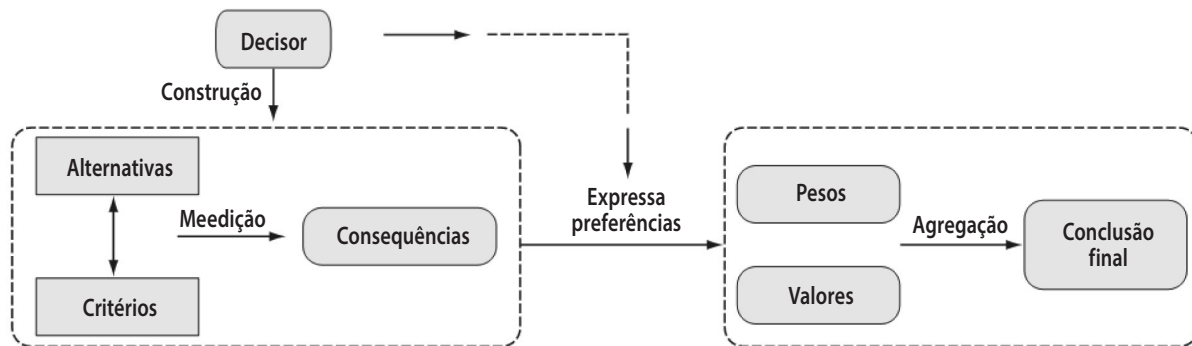 Decisor
Construção
Alternativas
Meedição
Consequências
Critérios
Expressa
preferências
Pesos
Valores
Agregação
Conclusão
final